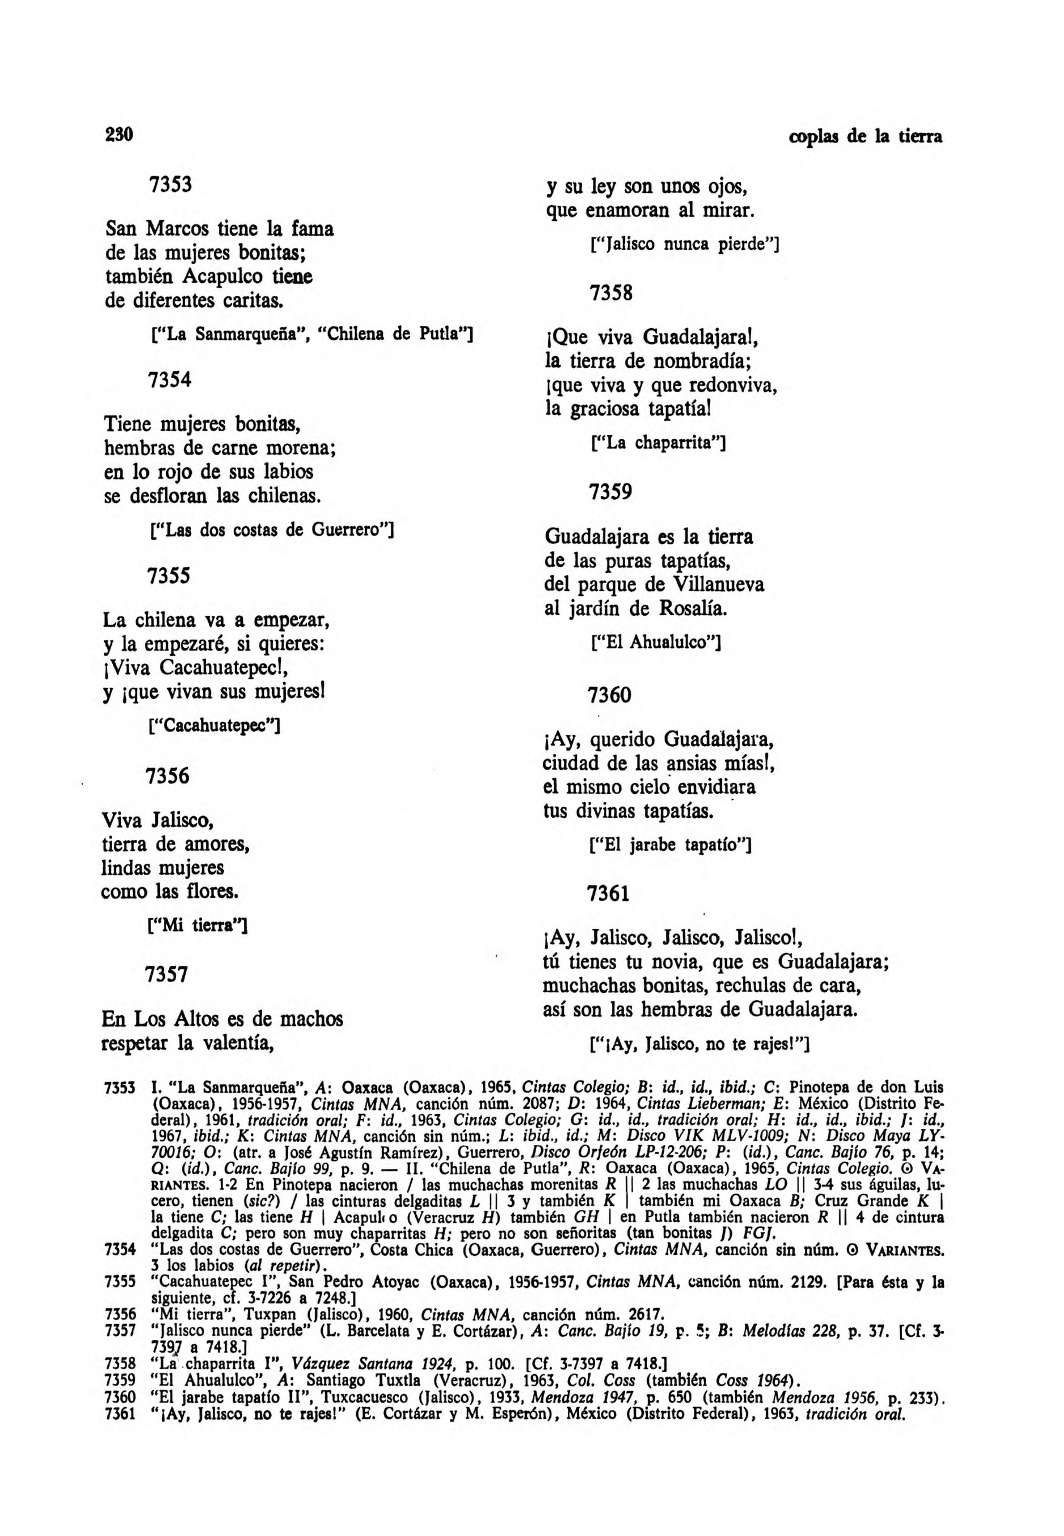 230
coplas de la tierra
7353
San Marcos tiene la fama
de las mujeres bonitas;
también Acapulco tiene
de diferentes caritas.
["La Sanmarqueña", "Chilena de Putla"]
7354
Tiene mujeres bonitas,
hembras de carne morena;
en lo rojo de sus labios
se desfloran las chilenas.
["Las dos costas de Guerrero"]
7355
La chilena va a empezar,
y la empezaré, si quieres:
¡Viva Cacahuatepec!,
y ¡que vivan sus mujeres!
["Cacahuatepec"]
7356
Viva Jalisco,
tierra de amores,
lindas mujeres
como las flores.
["Mi tierra"]
7357
En Los Altos es de machos
respetar la valentía,
y su ley son unos ojos,
que enamoran al mirar.
["Jalisco nunca pierde"]
7358
¡Que viva Guadalajara!,
la tierra de nombradía;
¡que viva y que redonviva,
la graciosa tapatía!
["La chaparrita"]
7359
Guadalajara es la tierra
de las puras tapatías,
del parque de Villanueva
al jardín de Rosalía.
["El Ahualulco"]
7360
¡Ay, querido Guadalajara,
ciudad de las ansias mías!,
el mismo cielo envidiara
tus divinas tapatías.
["El jarabe tapatío"]
7361
¡Ay, Jalisco, Jalisco, Jalisco!,
tú tienes tu novia, que es Guadalajara;
muchachas bonitas, rechulas de cara,
así son las hembras de Guadalajara.
["¡Ay, Jalisco, no te rajes!"]
7353 I. "La Sanmarqueña", A: Oaxaca (Oaxaca), 1965, Cintas Colegio; B: id., id., ibid.; C: Pinotepa de don Luis
(Oaxaca), 1956-1957, Cintas MNA, canción núm. 2087; D: 1964, Cintas Lieberman; E: México (Distrito Fe-
deral), 1961, tradición oral; F: id., 1963, Cintas Colegio; G: id., id., tradición oral; H: id., id., ibid.; J: id.,
1967, ibid.; K: Cintas MNA, canción sin núm.; L: ibid., id.; M: Disco VIK MLV-1009; N: Disco Maya LY-
70016; O: (atr. a José Agustín Ramírez), Guerrero, Disco Orfeón LP-12-206; P: (id.), Canc. Bajío 76, p. 14;
Q: (id.), Canc. Bajío 99, p. 9. — II. "Chilena de Putla", R: Oaxaca (Oaxaca), 1965, Cintas Colegio. ⊙ VA-
RIANTES. 1-2 En Pinotepa nacieron / las muchachas morenitas R || 2 las muchachas LO || 3-4 sus águilas, lu-
cero, tienen (sic?) / las cinturas delgaditas L || 3 y también K | también mi Oaxaca B; Cruz Grande K |
la tiene C; las tiene H | Acapulco (Veracruz H) también GH | en Putla también nacieron R || 4 de cintura
delgadita C; pero son muy chaparritas H; pero no son señoritas (tan bonitas J) FGJ.
7354 "Las dos costas de Guerrero", Costa Chica (Oaxaca, Guerrero), Cintas MNA, canción sin núm. ⊙ VARIANTES.
3 los labios (al repetir).
7355 "Cacahuatepec I", San Pedro Atoyac (Oaxaca), 1956-1957, Cintas MNA, canción núm. 2129. [Para ésta y la
siguiente, cf. 3-7226 a 7248.]
7356 "Mi tierra", Tuxpan (Jalisco), 1960, Cintas MNA, canción núm. 2617.
7357 "Jalisco nunca pierde" (L. Barcelata y E. Cortázar), A: Canc. Bajío 19, p. 5; B: Melodías 228, p. 37. [Cf. 3-
7397 a 7418.]
7358 "La chaparrita I", Vázquez Santana 1924, p. 100. [Cf. 3-7397 a 7418.]
7359 "El Ahualulco", A: Santiago Tuxtla (Veracruz), 1963, Col. Coss (también Coss 1964).
7360 "El jarabe tapatío II", Tuxcacuesco (Jalisco), 1933, Mendoza 1947, p. 650 (también Mendoza 1956, p. 233).
7361 "¡Ay, Jalisco, no te rajes!" (E. Cortázar y M. Esperón), México (Distrito Federal), 1963, tradición oral.